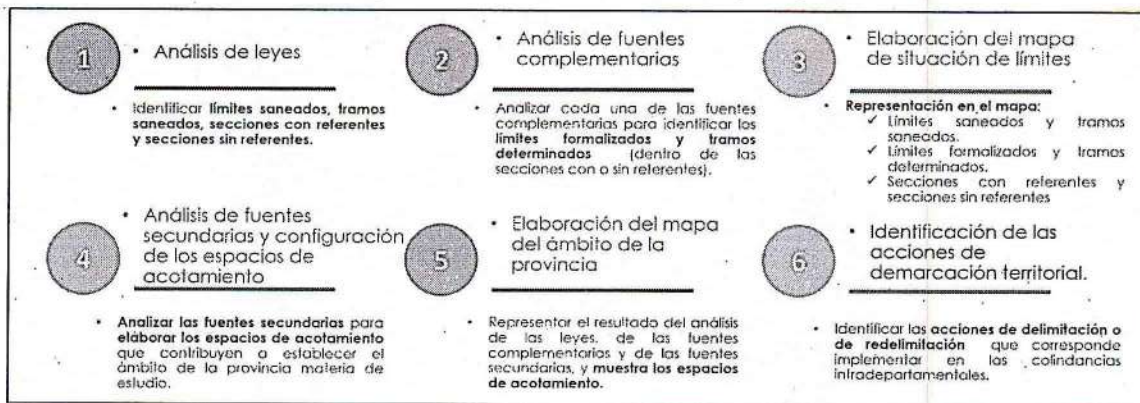 1
• Análisis de leyes
• Identificar límites saneados, tramos
saneados, secciones con referentes
y secciones sin referentes.
2
• Análisis de fuentes
complementarias
• Analizar cada una de las fuentes
complementarias para identificar los
límites formalizados y tramos
determinados (dentro de las
secciones con o sin referentes).
3
• Elaboración del mapa
de situación de límites
• Representación en el mapa:
✓ Límites saneados y tramos
saneados.
✓ Límites formalizados y tramos
determinados.
✓ Secciones con referentes y
secciones sin referentes
4
• Análisis de fuentes
secundarias y configuración
de los espacios de
acotamiento
• Analizar las fuentes secundarias para
elaborar los espacios de acotamiento
que contribuyen a establecer el
ámbito de la provincia materia de
estudio.
5
• Elaboración del mapa
del ámbito de la
provincia
• Representar el resultado del análisis
de las leyes, de las fuentes
complementarias y de las fuentes
secundarias, y muestra los espacios
de acotamiento.
6
• Identificación de las
acciones de
demarcación territorial.
• Identificar las acciones de delimitación o
de redelimitación que corresponde
implementar en las colindancias
intradepartamentales.